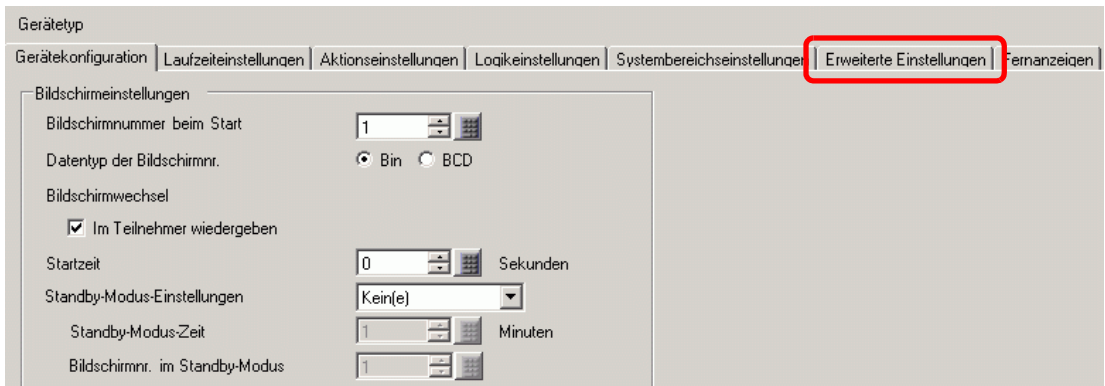 Gerätetyp
Gerätekonfiguration Laufzeiteinstellungen Aktionseinstellungen Logikeinstellungen Systembereichseinstellungen Erweiterte Einstellungen Fernanzeigen
Bildschirmeinstellungen
Bildschirmnummer beim Start 1
Datentyp der Bildschirmnr. Bin BCD
Bildschirmwechsel
Im Teilnehmer wiedergeben
Startzeit 0 Sekunden
Standby-Modus-Einstellungen Kein(e)
Standby-Modus-Zeit 1 Minuten
Bildschirmnr. im Standby-Modus 1